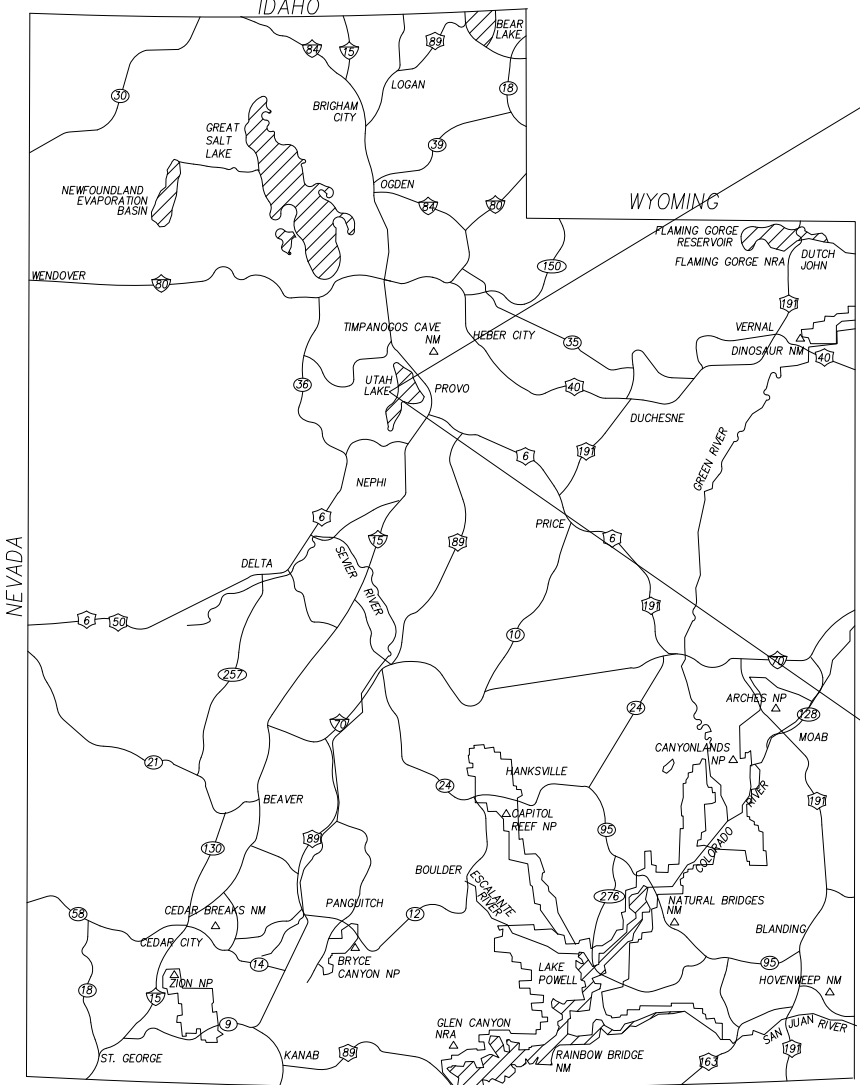 IDAHO
BEAR
LAKE
89
84
15
LOGAN
18
30
BRIGHAM
CITY
GREAT
SALT
LAKE
39
OGDEN
NEWFOUNDLAND
EVAPORATION
BASIN
84
80
WYOMING
FLAMING GORGE
RESERVOIR
FLAMING GORGE NRA
DUTCH
JOHN
150
WENDOVER
80
191
TIMPANOGOS CAVE
NM
HEBER CITY
35
VERNAL
DINOSAUR NM
40
36
UTAH
LAKE
PROVO
40
DUCHESNE
GREEN RIVER
6
191
NEPHI
6
15
89
PRICE
6
NEVADA
DELTA
SEVIER
RIVER
191
6
50
10
257
70
24
ARCHES NP
128
MOAB
70
21
CANYONLANDS
NP
HANKSVILLE
24
BEAVER
RIVER
COLORADO
191
CAPITOL
REEF NP
95
89
130
BOULDER
ESCALANTE
RIVER
276
NATURAL BRIDGES
NM
58
CEDAR BREAKS NM
PANGUITCH
12
BLANDING
CEDAR CITY
14
BRYCE
CANYON NP
LAKE
POWELL
95
HOVENWEEP NM
ZION NP
18
15
9
GLEN CANYON
NRA
SAN JUAN RIVER
ST. GEORGE
KANAB
89
RAINBOW BRIDGE
NM
163
191